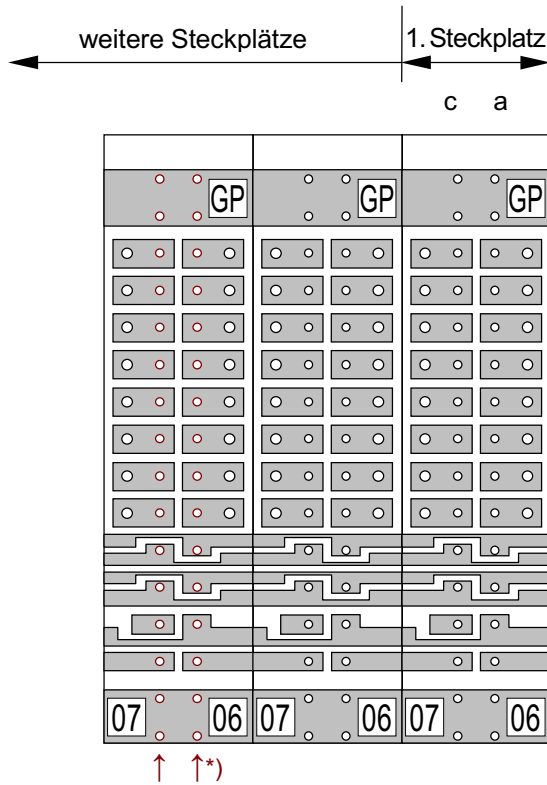 weitere Steckplätze 1. Steckplatz
c a
GP GP GP
07 06 07 06 07 06
↑ ↑*)